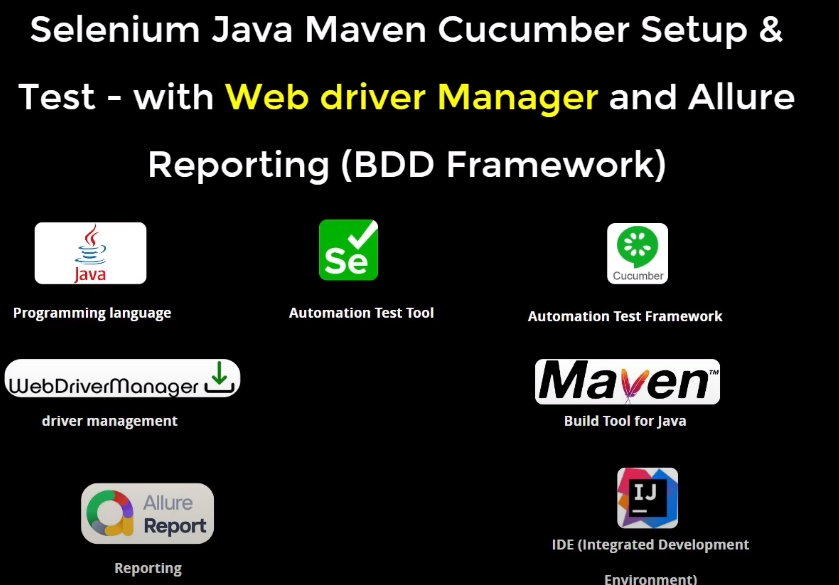 Selenium Java Maven Cucumber Setup &
Test - with Web driver Manager and Allure
Reporting (BDD Framework)
Java
Se
Cucumber
Programming language
Automation Test Tool
Automation Test Framework
WebDriverManager
Maven™
driver management
Build Tool for Java
Allure
Report
IJ
Reporting
IDE (Integrated Development
Environment)